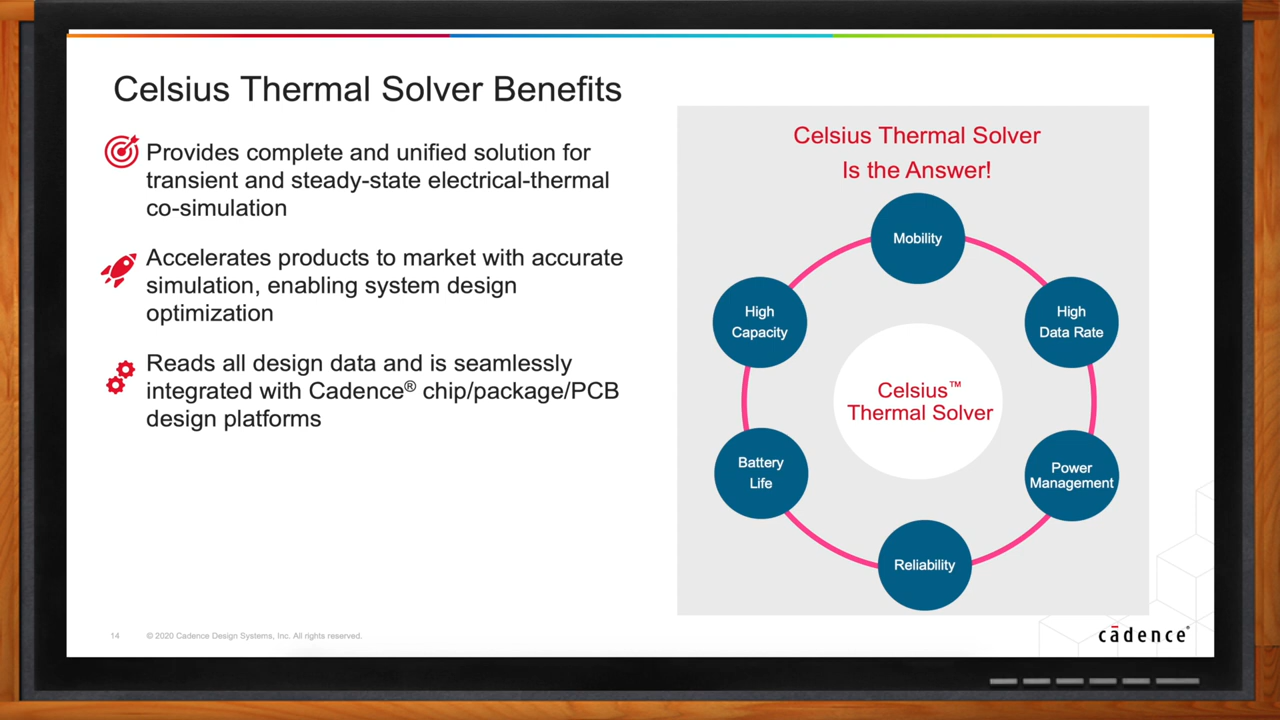 Celsius Thermal Solver Benefits
Provides complete and unified solution for
transient and steady-state electrical-thermal
co-simulation
Accelerates products to market with accurate
simulation, enabling system design
optimization
Reads all design data and is seamlessly
integrated with Cadence® chip/package/PCB
design platforms
Celsius Thermal Solver
Is the Answer!
Mobility
High
Data Rate
Power
Management
Reliability
Battery
Life
High
Capacity
Celsius™
Thermal Solver
14
© 2020 Cadence Design Systems, Inc. All rights reserved.
cādence®